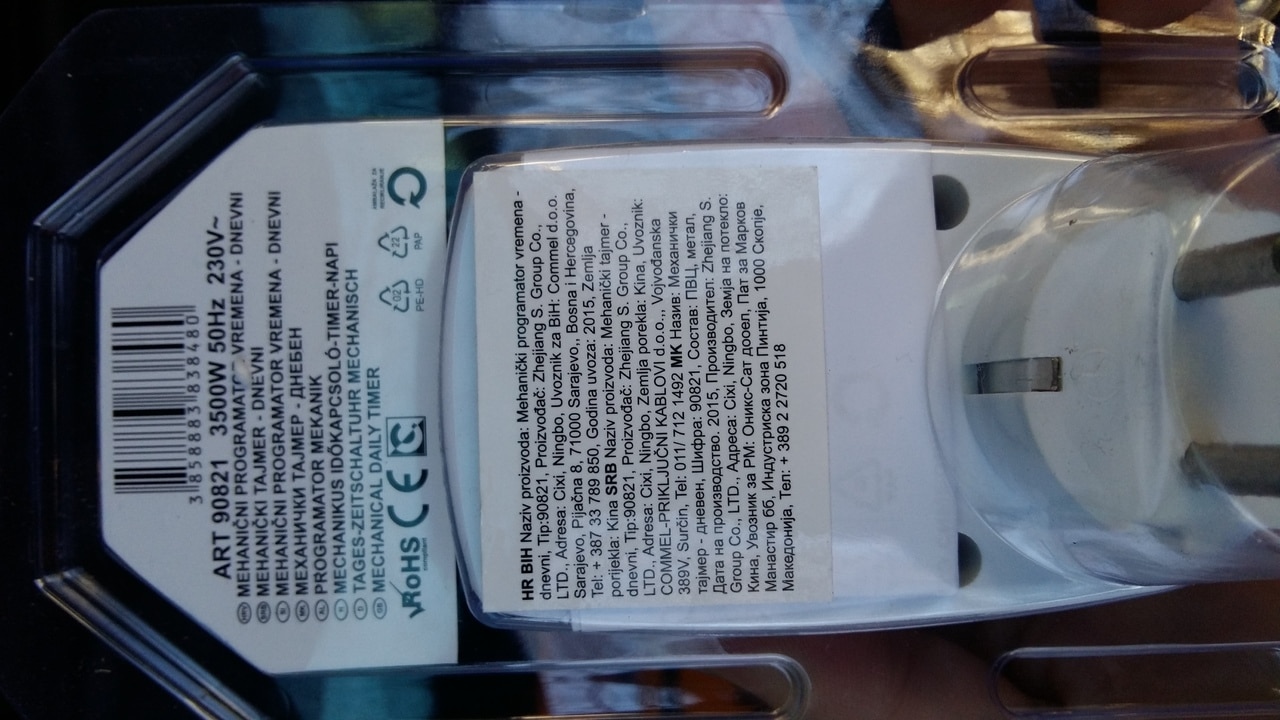 3 858883 838480
ART 90821 3500W 50Hz 230V~
MEHANIČNI PROGRAMATOR VREMENA - DNEVNI
MEHANIČKI TAJMER - DNEVNI
MEHANIČNI PROGRAMATOR VREMENA - DNEVNI
МЕХАНИЧКИ ТАЈМЕР - ДНЕВЕН
PROGRAMATOR MEKANIK
MECHANIKUS IDŐKAPCSOLÓ-TIMER-NAPI
TAGES-ZEITSCHALTUHR MECHANISCH
MECHANICAL DAILY TIMER
RoHS
compliant
CE
02
PE-HD
22
PAP
HR BIH Naziv proizvoda: Mehanički programator vremena -
dnevni, Tip:90821, Proizvođač: Zhejiang S. Group Co.,
LTD., Adresa: Cixi, Ningbo, Uvoznik za BiH: Commel d.o.o.
Sarajevo, Pijačna 8, 71000 Sarajevo,, Bosna i Hercegovina,
Tel: + 387 33 789 850, Godina uvoza: 2015, Zemlja
porijekla: Kina SRB Naziv proizvoda: Mehanički tajmer -
dnevni, Tip:90821, Proizvođač: Zhejiang S. Group Co.,
LTD., Adresa: Cixi, Ningbo, Zemlja porekla: Kina, Uvoznik:
COMMEL-PRIKLJUČNI KABLOVI d.o.o.,, Vojvođanska
389V, Surčin, Tel: 011/ 712 1492 MK Назив: Механички
тајмер - дневен, Шифра: 90821, Состав: ПВЦ, метал,
Дата на производство: 2015, Производител: Zhejiang S.
Group Co., LTD., Адреса: Cixi, Ningbo, Земја на потекло:
Кина, Увозник за РМ: Оникс-Сат дооел, Пат за Марков
Манастир бб, Индустриска зона Пинтија, 1000 Скопје,
Македонија, Тел: + 389 2 2720 518